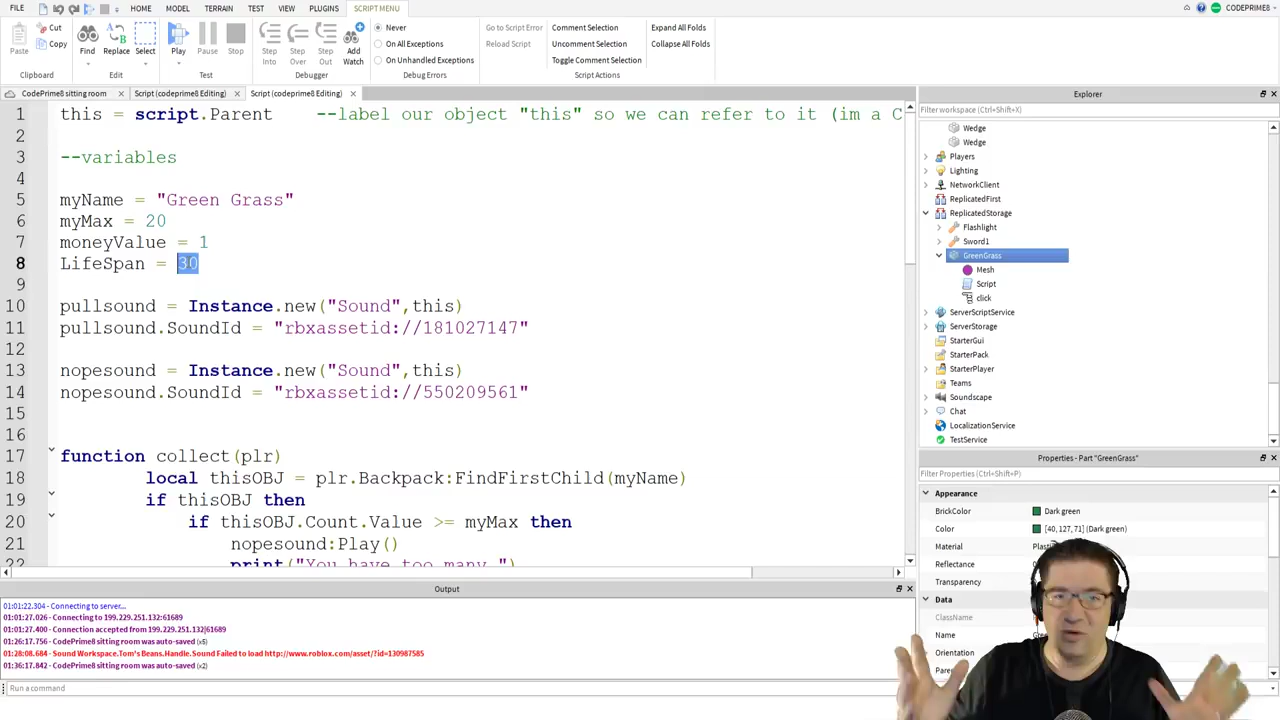 FILE HOME MODEL TERRAIN TEST VIEW PLUGINS SCRIPT MENU CODEPRIME8
Paste Cut Copy Find Replace Select Play Pause Stop Step Into Step Over Step Out Add Watch
Never Go to Script Error Comment Selection Expand All Folds
On All Exceptions Reload Script Uncomment Selection Collapse All Folds
On Unhandled Exceptions Toggle Comment Selection
Clipboard Edit Test Debugger Debug Errors Script Actions
CodePrime8 sitting room Script (codeprime8 Editing) Script (codeprime8 Editing) Explorer
1 this = script.Parent --label our object "this" so we can refer to it (im a C
2
3 --variables
4
5 myName = "Green Grass"
6 myMax = 20
7 moneyValue = 1
8 LifeSpan = 30
9
10 pullsound = Instance.new("Sound",this)
11 pullsound.SoundId = "rbxassetid://181027147"
12
13 nopesound = Instance.new("Sound",this)
14 nopesound.SoundId = "rbxassetid://550209561"
15
16
17 function collect(plr)
18 local thisOBJ = plr.Backpack:FindFirstChild(myName)
19 if thisOBJ then
20 if thisOBJ.Count.Value >= myMax then
21 nopesound:Play()
22 print("You have too many ")
Filter workspace (Ctrl+Shift+X)
Wedge
Wedge
Players
Lighting
NetworkClient
ReplicatedFirst
ReplicatedStorage
Flashlight
Sword1
GreenGrass
Mesh
Script
click
ServerScriptService
ServerStorage
StarterGui
StarterPack
StarterPlayer
Teams
Soundscape
Chat
LocalizationService
TestService
Properties - Part "GreenGrass"
Filter Properties (Ctrl+Shift+P)
Appearance
BrickColor Dark green
Color [40, 127, 71] (Dark green)
Material
Reflectance
Transparency
Data
ClassName
Name
Orientation
Output
01:01:22.304 - Connecting to server...
01:01:27.026 - Connecting to 199.229.251.132:61689
01:01:27.400 - Connection accepted from 199.229.251.132|61689
01:26:17.756 - CodePrime8 sitting room was auto-saved (x5)
01:28:08.684 - Sound Workspace.Tom's Beans.Handle.Sound Failed to load http://www.roblox.com/asset/?id=130987585
01:36:17.842 - CodePrime8 sitting room was auto-saved (x2)
Run a command